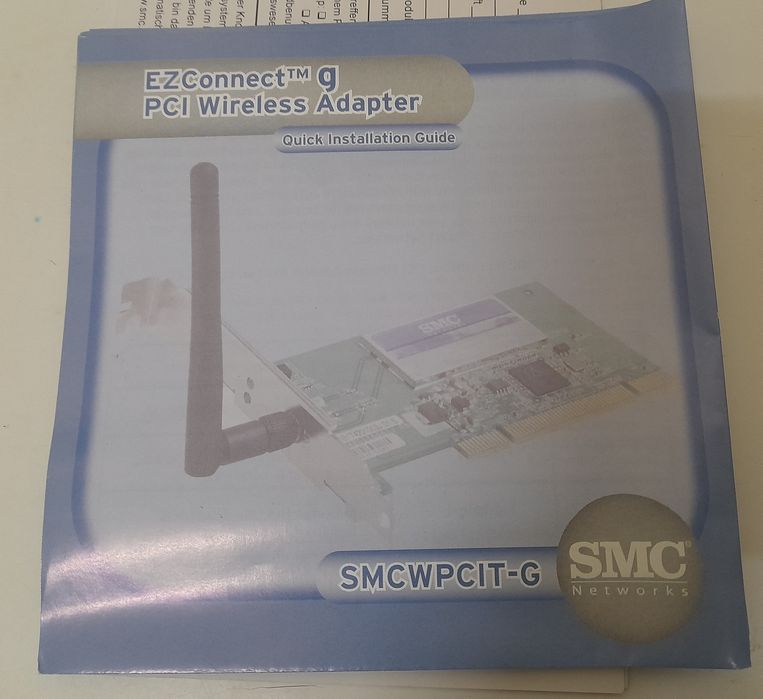 EZConnect™ g
PCI Wireless Adapter
Quick Installation Guide
SMC
SMCWPCIT-G
SMC®
Networks